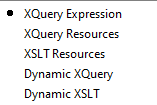 XQuery Expression
XQuery Resources
XSLT Resources
Dynamic XQuery
Dynamic XSLT